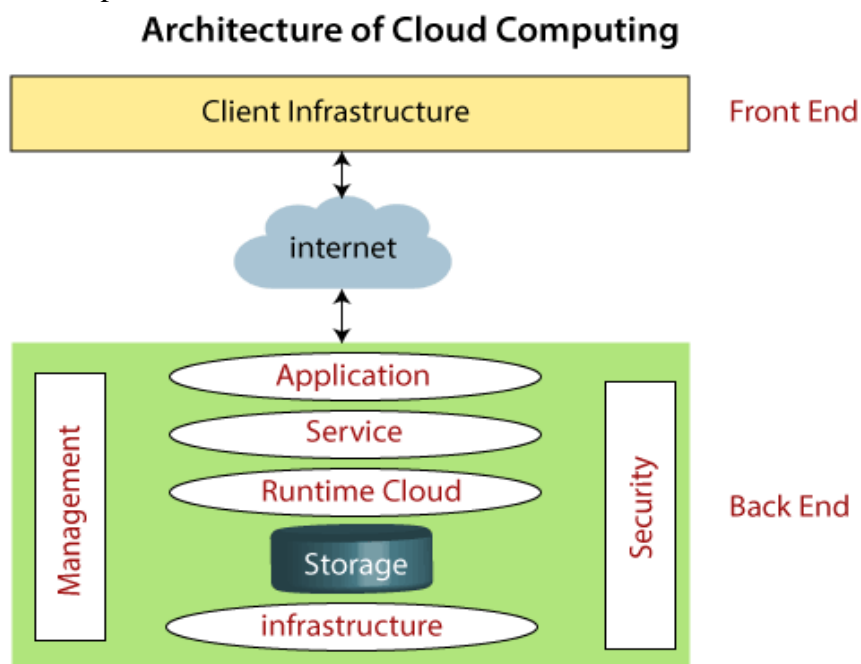 Architecture of Cloud Computing
Client Infrastructure
Front End
internet
Application
Service
Runtime Cloud
Storage
infrastructure
Management
Security
Back End